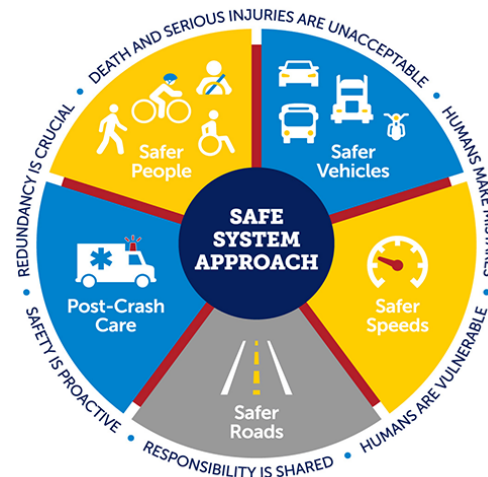 DEATH AND SERIOUS INJURIES ARE UNACCEPTABLE
HUMANS MAKE MISTAKES
HUMANS ARE VULNERABLE
RESPONSIBILITY IS SHARED
SAFETY IS PROACTIVE
REDUNDANCY IS CRUCIAL
Safer
People
Safer
Vehicles
SAFE
SYSTEM
APPROACH
Post-Crash
Care
Safer
Speeds
Safer
Roads